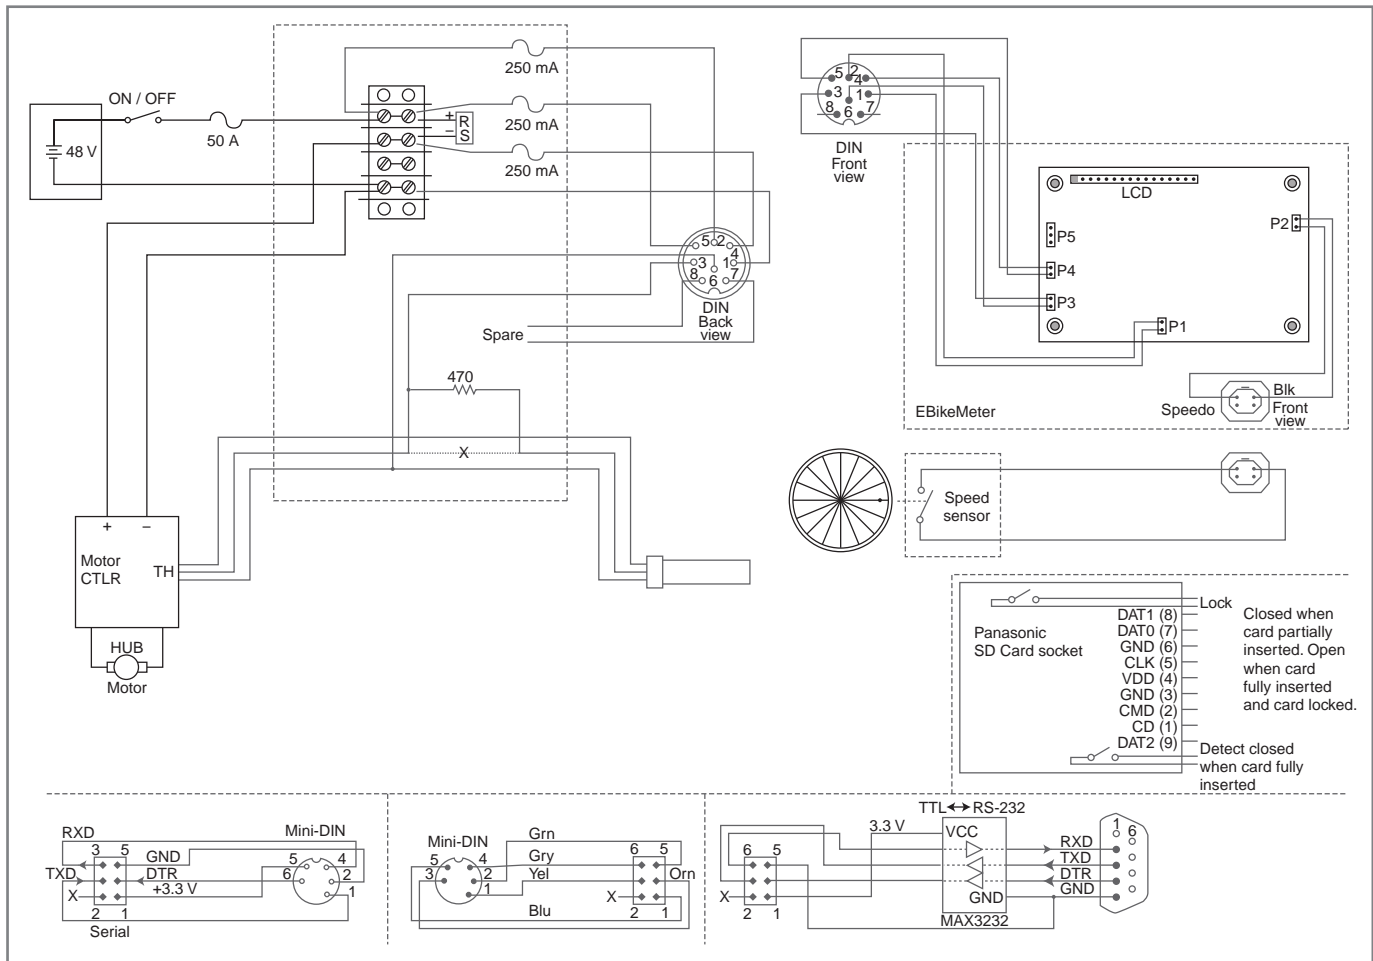 ON / OFF
50 A
48 V
250 mA
250 mA
250 mA
+
R
–
S
5
2
4
3
1
8
6
7
DIN
Back
view
Spare
470
X
+
–
Motor
CTLR
TH
HUB
Motor
5
2
4
3
1
8
6
7
DIN
Front
view
LCD
P2
P5
P4
P3
P1
EBikeMeter
Speedo
Blk
Front
view
Speed
sensor
Panasonic
SD Card socket
Lock
DAT1 (8)
DAT0 (7)
GND (6)
CLK (5)
VDD (4)
GND (3)
CMD (2)
CD (1)
DAT2 (9)
Closed when
card partially
inserted. Open
when card
fully inserted
and card locked.
Detect closed
when card fully
inserted
RXD
3
5
GND
TXD
DTR
+3.3 V
X
2
1
Serial
Mini-DIN
5
4
6
2
1
Mini-DIN
5
4
3
2
1
Grn
Gry
Yel
Blu
6
5
Orn
X
2
1
TTL
RS-232
3.3 V
VCC
6
5
X
2
1
GND
MAX3232
RXD
TXD
DTR
GND
1
6